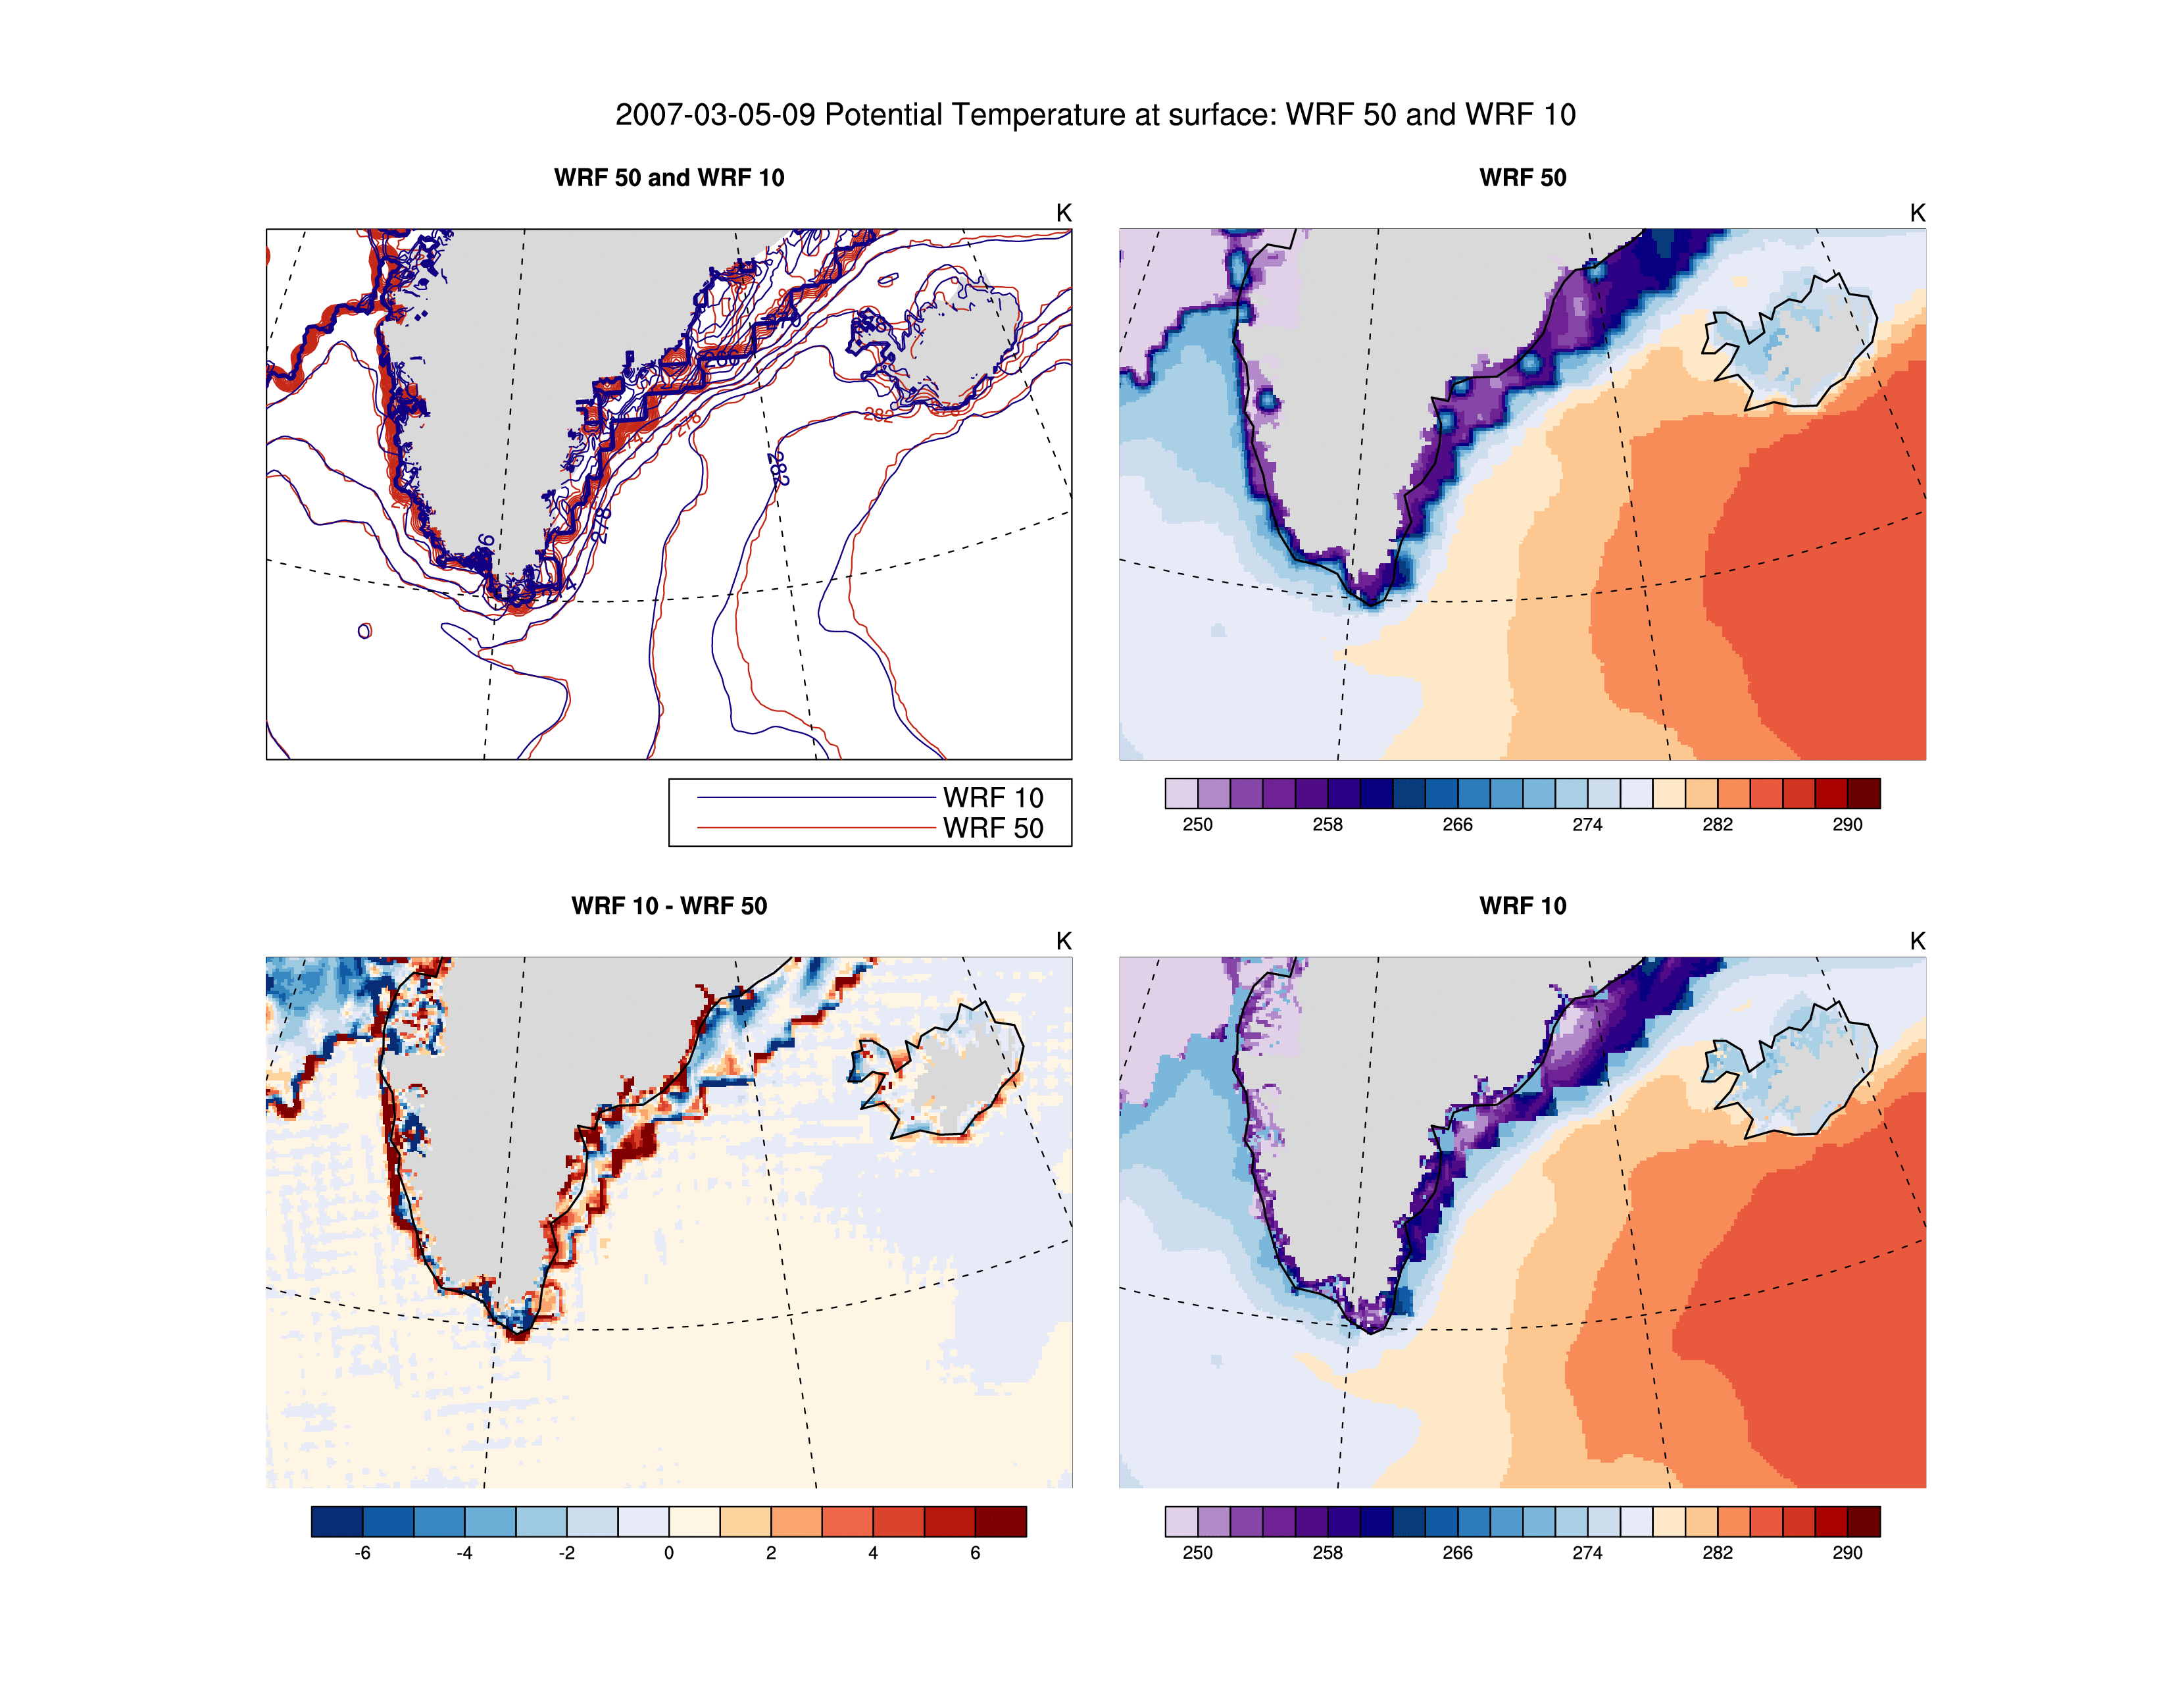 2007-03-05-09 Potential Temperature at surface: WRF 50 and WRF 10
WRF 50 and WRF 10
K
282
278
282
278
WRF 10
WRF 50
WRF 50
K
250 258 266 274 282 290
WRF 10 - WRF 50
K
-6 -4 -2 0 2 4 6
WRF 10
K
250 258 266 274 282 290